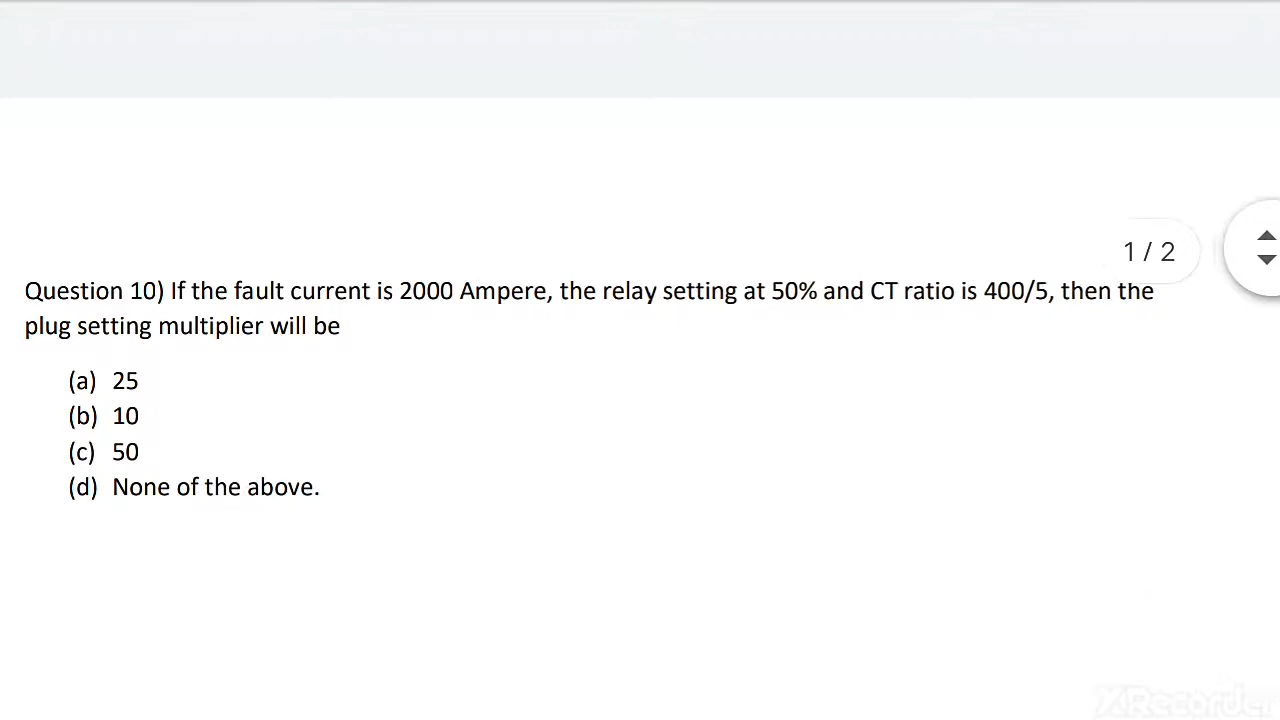 1 / 2
Question 10) If the fault current is 2000 Ampere, the relay setting at 50% and CT ratio is 400/5, then the
plug setting multiplier will be
(a) 25
(b) 10
(c) 50
(d) None of the above.
XRecorder